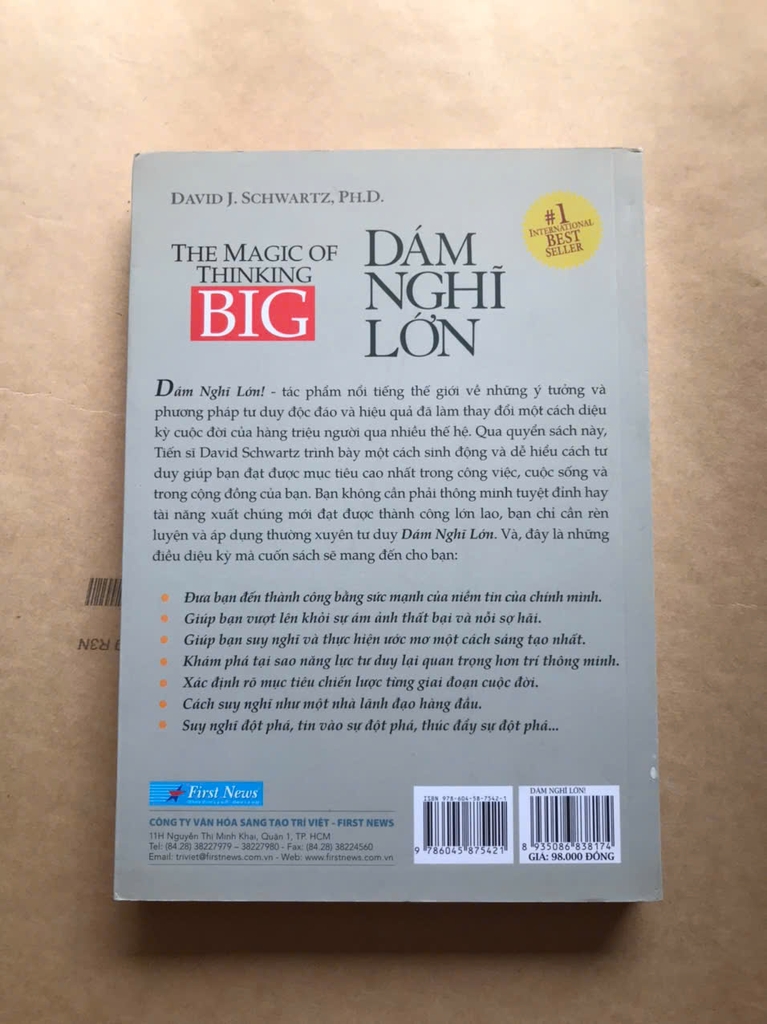 DAVID J. SCHWARTZ, PH.D.
#1
INTERNATIONAL
BEST
SELLER
THE MAGIC OF
THINKING
BIG
DÁM
NGHĨ
LỚN
Dám Nghĩ Lớn! - tác phẩm nổi tiếng thế giới về những ý tưởng và
phương pháp tư duy độc đáo và hiệu quả đã làm thay đổi một cách diệu
kỳ cuộc đời của hàng triệu người qua nhiều thế hệ. Qua quyển sách này,
Tiến sĩ David Schwartz trình bày một cách sinh động và dễ hiểu cách tư
duy giúp bạn đạt được mục tiêu cao nhất trong công việc, cuộc sống và
trong cộng đồng của bạn. Bạn không cần phải thông minh tuyệt đỉnh hay
tài năng xuất chúng mới đạt được thành công lớn lao, bạn chỉ cần rèn
luyện và áp dụng thường xuyên tư duy Dám Nghĩ Lớn. Và, đây là những
điều diệu kỳ mà cuốn sách sẽ mang đến cho bạn:
Đưa bạn đến thành công bằng sức mạnh của niềm tin của chính mình.
Giúp bạn vượt lên khỏi sự ám ảnh thất bại và nỗi sợ hãi.
Giúp bạn suy nghĩ và thực hiện ước mơ một cách sáng tạo nhất.
Khám phá tại sao năng lực tư duy lại quan trọng hơn trí thông minh.
Xác định rõ mục tiêu chiến lược từng giai đoạn cuộc đời.
Cách suy nghĩ như một nhà lãnh đạo hàng đầu.
Suy nghĩ đột phá, tin vào sự đột phá, thúc đẩy sự đột phá...
First News
CÔNG TY VĂN HÓA SÁNG TẠO TRÍ VIỆT - FIRST NEWS
11H Nguyễn Thị Minh Khai, Quận 1, TP. HCM
Tel: (84.28) 38227979 – 38227980 - Fax: (84.28) 38224560
Email: triviet@firstnews.com.vn - Web: www.firstnews.com.vn
ISBN 978-604-58-7542-1
9 786045 875421
DÁM NGHĨ LỚN!
8 935086 838174
GIÁ: 98.000 ĐỒNG